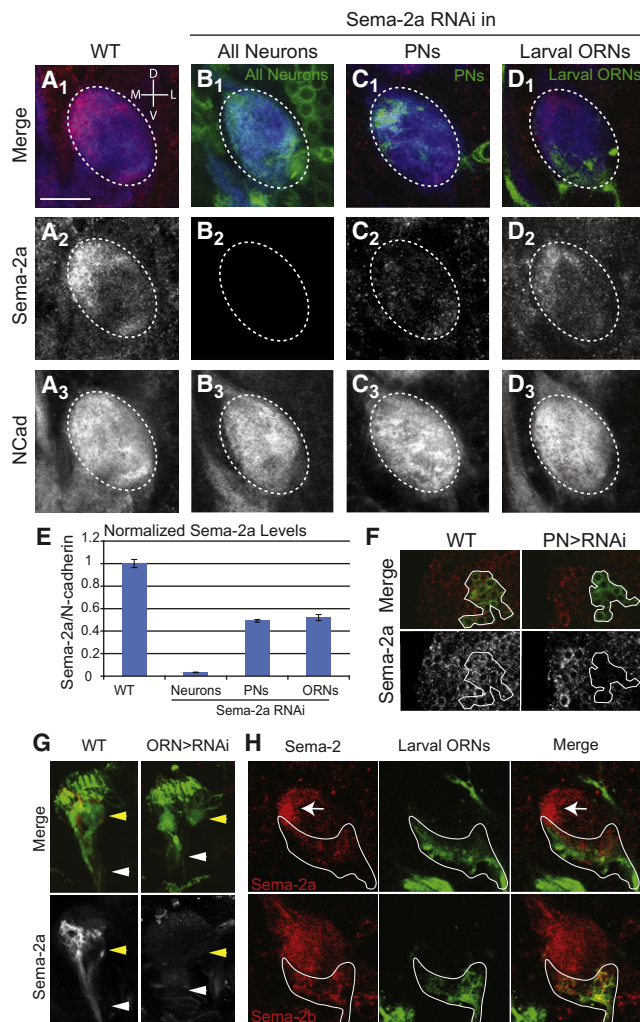 Sema-2a RNAi in
WT
All Neurons
PNs
Larval ORNs
Merge
A1
D
M
L
V
B1
All Neurons
C1
PNs
D1
Larval ORNs
Sema-2a
A2
B2
C2
D2
NCad
A3
B3
C3
D3
E
Normalized Sema-2a Levels
Sema-2a/N-cadherin
1.2
1
0.8
0.6
0.4
0.2
0
WT
Neurons
PNs
ORNs
Sema-2a RNAi
F
WT
PN>RNAi
Merge
Sema-2a
G
WT
ORN>RNAi
Merge
Sema-2a
H
Sema-2
Larval ORNs
Merge
Sema-2a
Sema-2b